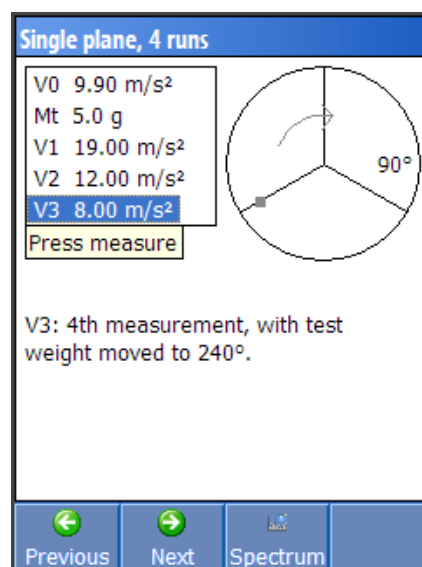 Single plane, 4 runs
V0 9.90 m/s²
Mt 5.0 g
V1 19.00 m/s²
V2 12.00 m/s²
V3 8.00 m/s²
Press measure
90°
V3: 4th measurement, with test
weight moved to 240º.
Previous Next Spectrum